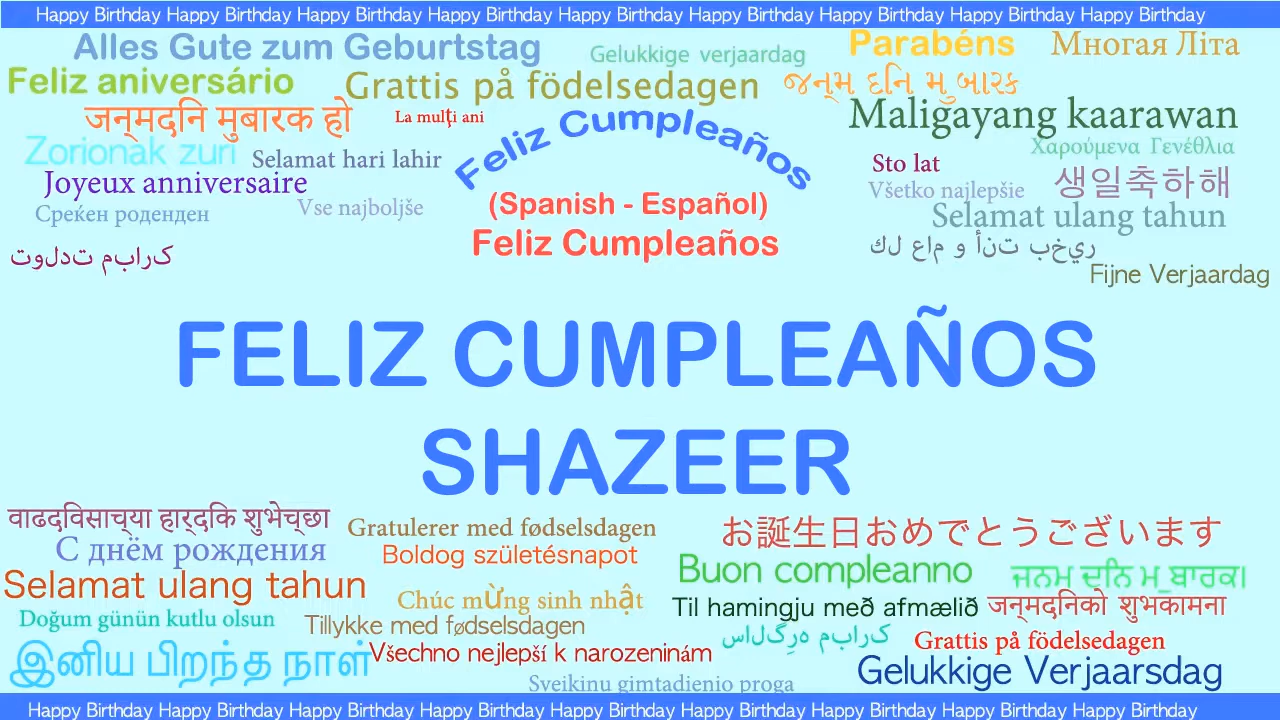 Happy Birthday Happy Birthday Happy Birthday Happy Birthday Happy Birthday Happy Birthday Happy Birthday Happy Birthday Happy Birthday
Alles Gute zum Geburtstag
Gelukkige verjaardag
Parabéns
Многая Літа
Feliz aniversário
Grattis på födelsedagen
જન્મ દિન મુબારક
जन्मदिन मुबारक हो
La mulţi ani
Feliz Cumpleaños
Maligayang kaarawan
Zorionak zuri
Selamat hari lahir
Χαρούμενα Γενέθλια
Sto lat
Joyeux anniversaire
Všetko najlepšie
생일축하해
(Spanish - Español)
Среќен роденден
Vse najboljše
Selamat ulang tahun
Feliz Cumpleaños
تولدت مبارک
كل عام و أنت بخير
Fijne Verjaardag
FELIZ CUMPLEAÑOS
SHAZEER
वाढदिवसाच्या हार्दिक शुभेच्छा
Gratulerer med fødselsdagen
お誕生日おめでとうございます
С днём рождения
Boldog születésnapot
Selamat ulang tahun
Buon compleanno
ਜਨਮ ਦਿਨ ਮੁਬਾਰਕ।
Chúc mừng sinh nhật
Til hamingju með afmælið
जन्मदिनको शुभकामना
Doğum günün kutlu olsun
Tillykke med fødselsdagen
سالگرہ مبارک
Grattis på födelsedagen
இனிய பிறந்த நாள்
Všechno nejlepší k narozeninám
Gelukkige Verjaarsdag
Sveikinu gimtadienio proga
Happy Birthday Happy Birthday Happy Birthday Happy Birthday Happy Birthday Happy Birthday Happy Birthday Happy Birthday Happy Birthday